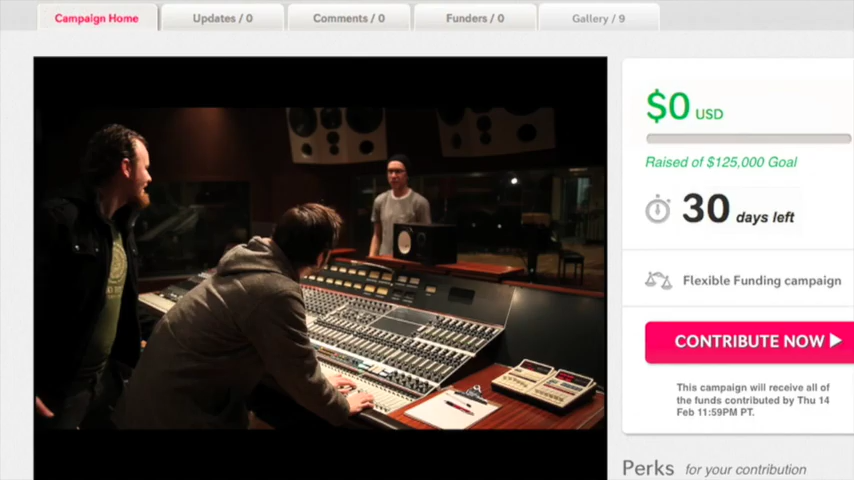 Campaign Home
Updates / 0
Comments / 0
Funders / 0
Gallery / 9
$0 USD
Raised of $125,000 Goal
30 days left
Flexible Funding campaign
CONTRIBUTE NOW
This campaign will receive all of
the funds contributed by Thu 14
Feb 11:59PM PT.
Perks for your contribution